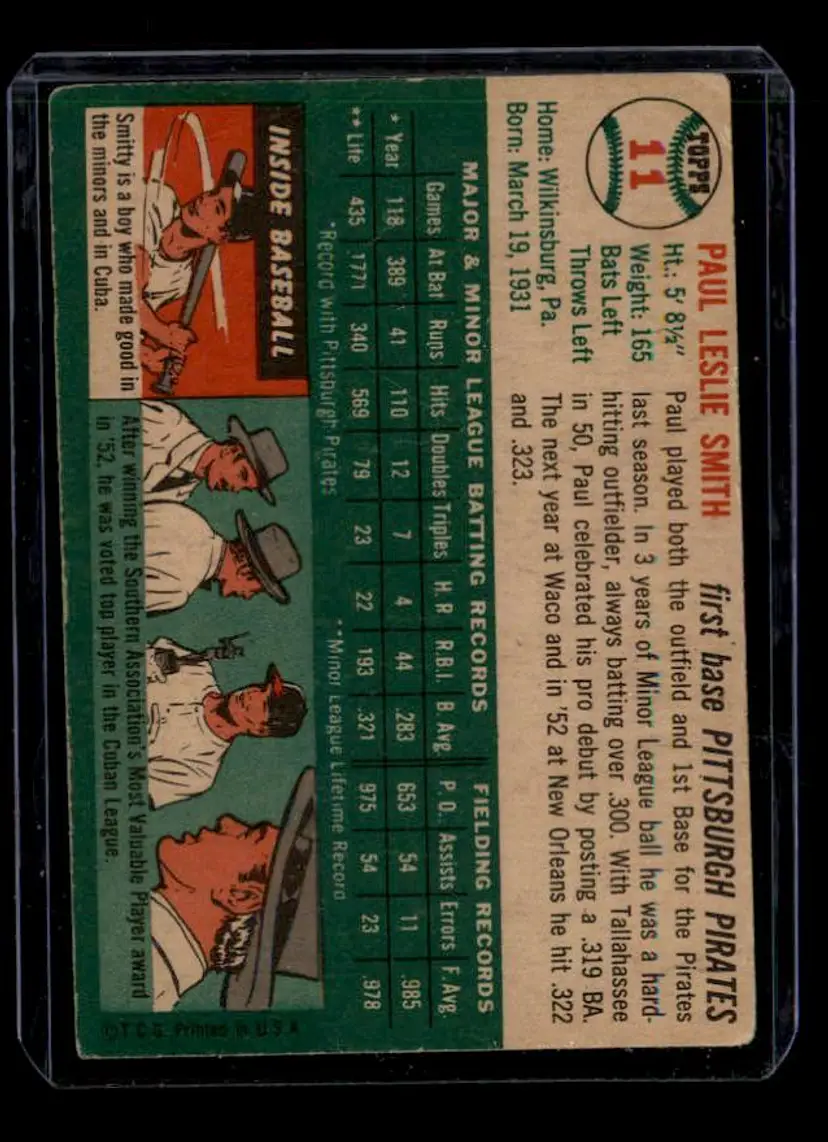 TOPPS
11
PAUL LESLIE SMITH first base PITTSBURGH PIRATES
Ht.: 5' 8½"
Weight: 165
Bats Left
Throws Left
Home: Wilkinsburg, Pa.
Born: March 19, 1931
Paul played both the outfield and 1st Base for the Pirates
last season. In 3 years of Minor League ball he was a hard-
hitting outfielder, always batting over .300. With Tallahassee
in 50, Paul celebrated his pro debut by posting a .319 BA.
The next year at Waco and in '52 at New Orleans he hit .322
and .323.
MAJOR & MINOR LEAGUE BATTING RECORDS FIELDING RECORDS
Games At Bat Runs Hits Doubles Triples H. R R.B.I. B. Avg. P. O. Assists Errors F. Avg.
* Year 118 389 41 110 12 7 4 44 .283 653 54 11 .985
** Life 435 1771 340 569 79 23 22 193 .321 975 54 23 .978
*Record with Pittsburgh Pirates **Minor League Lifetime Record
INSIDE BASEBALL
Smitty is a boy who made good in
the minors and in Cuba.
After winning the Southern Association's Most Valuable Player award
in '52, he was voted top player in the Cuban League.
©T.C.G. Printed in U.S.A